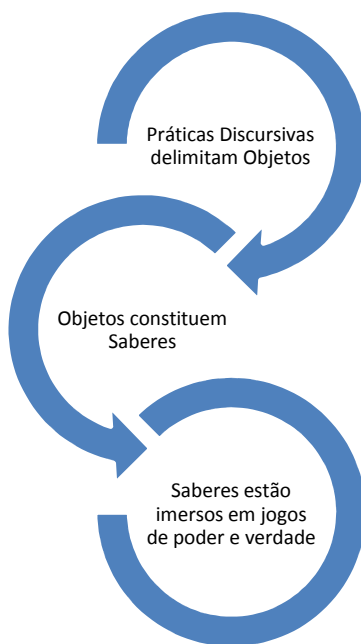 Práticas Discursivas
delimitam Objetos
Objetos constituem
Saberes
Saberes estão
imersos em jogos
de poder e verdade